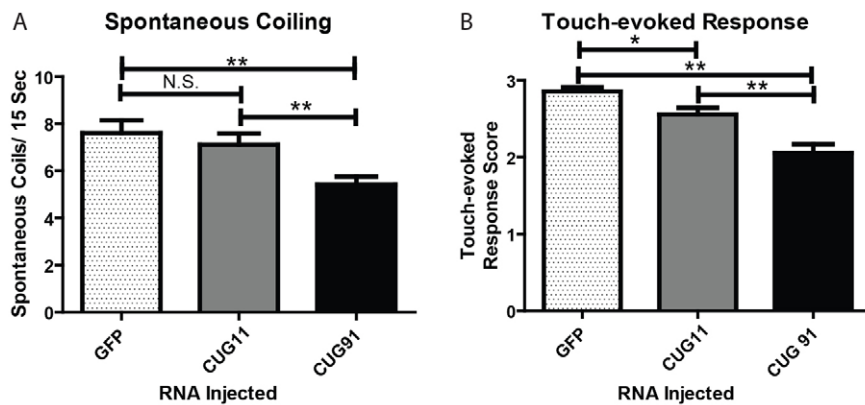 A
Spontaneous Coiling
**
N.S.
**
10
8
6
4
2
0
Spontaneous Coils/ 15 Sec
GFP
CUG11
CUG91
RNA Injected
B
Touch-evoked Response
*
**
**
3
2
1
0
Touch-evoked
Response Score
GFP
CUG11
CUG 91
RNA Injected